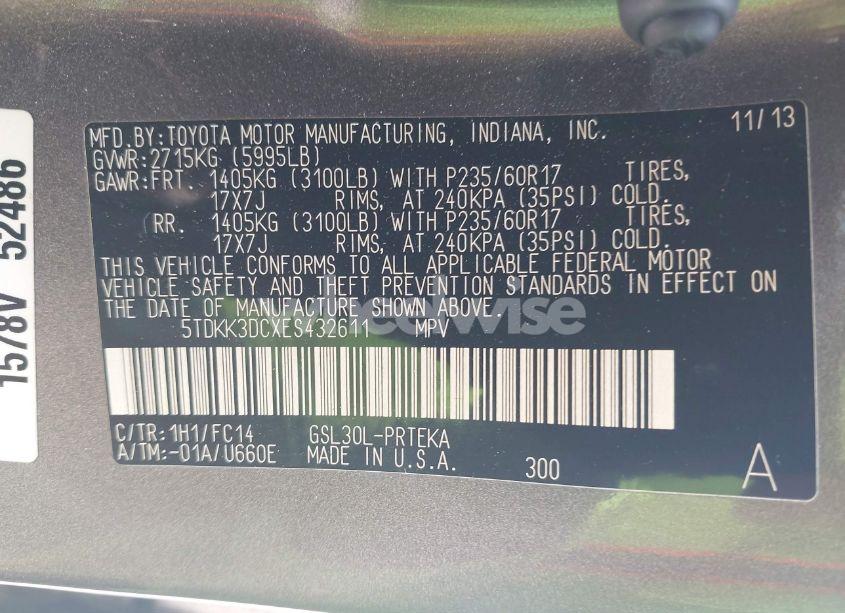 1578V 52486
MFD.BY:TOYOTA MOTOR MANUFACTURING, INDIANA, INC. 11/13
GVWR:2715KG (5995LB)
GAWR:FRT. 1405KG (3100LB) WITH P235/60R17 TIRES,
17X7J RIMS, AT 240KPA (35PSI) COLD.
RR. 1405KG (3100LB) WITH P235/60R17 TIRES,
17X7J RIMS, AT 240KPA (35PSI) COLD.
THIS VEHICLE CONFORMS TO ALL APPLICABLE FEDERAL MOTOR
VEHICLE SAFETY AND THEFT PREVENTION STANDARDS IN EFFECT ON
THE DATE OF MANUFACTURE SHOWN ABOVE.
5TDKK3DCXES432611 MPV
C/TR:1H1/FC14 GSL30L-PRTEKA
A/TM:-01A/U660E MADE IN U.S.A. 300 A